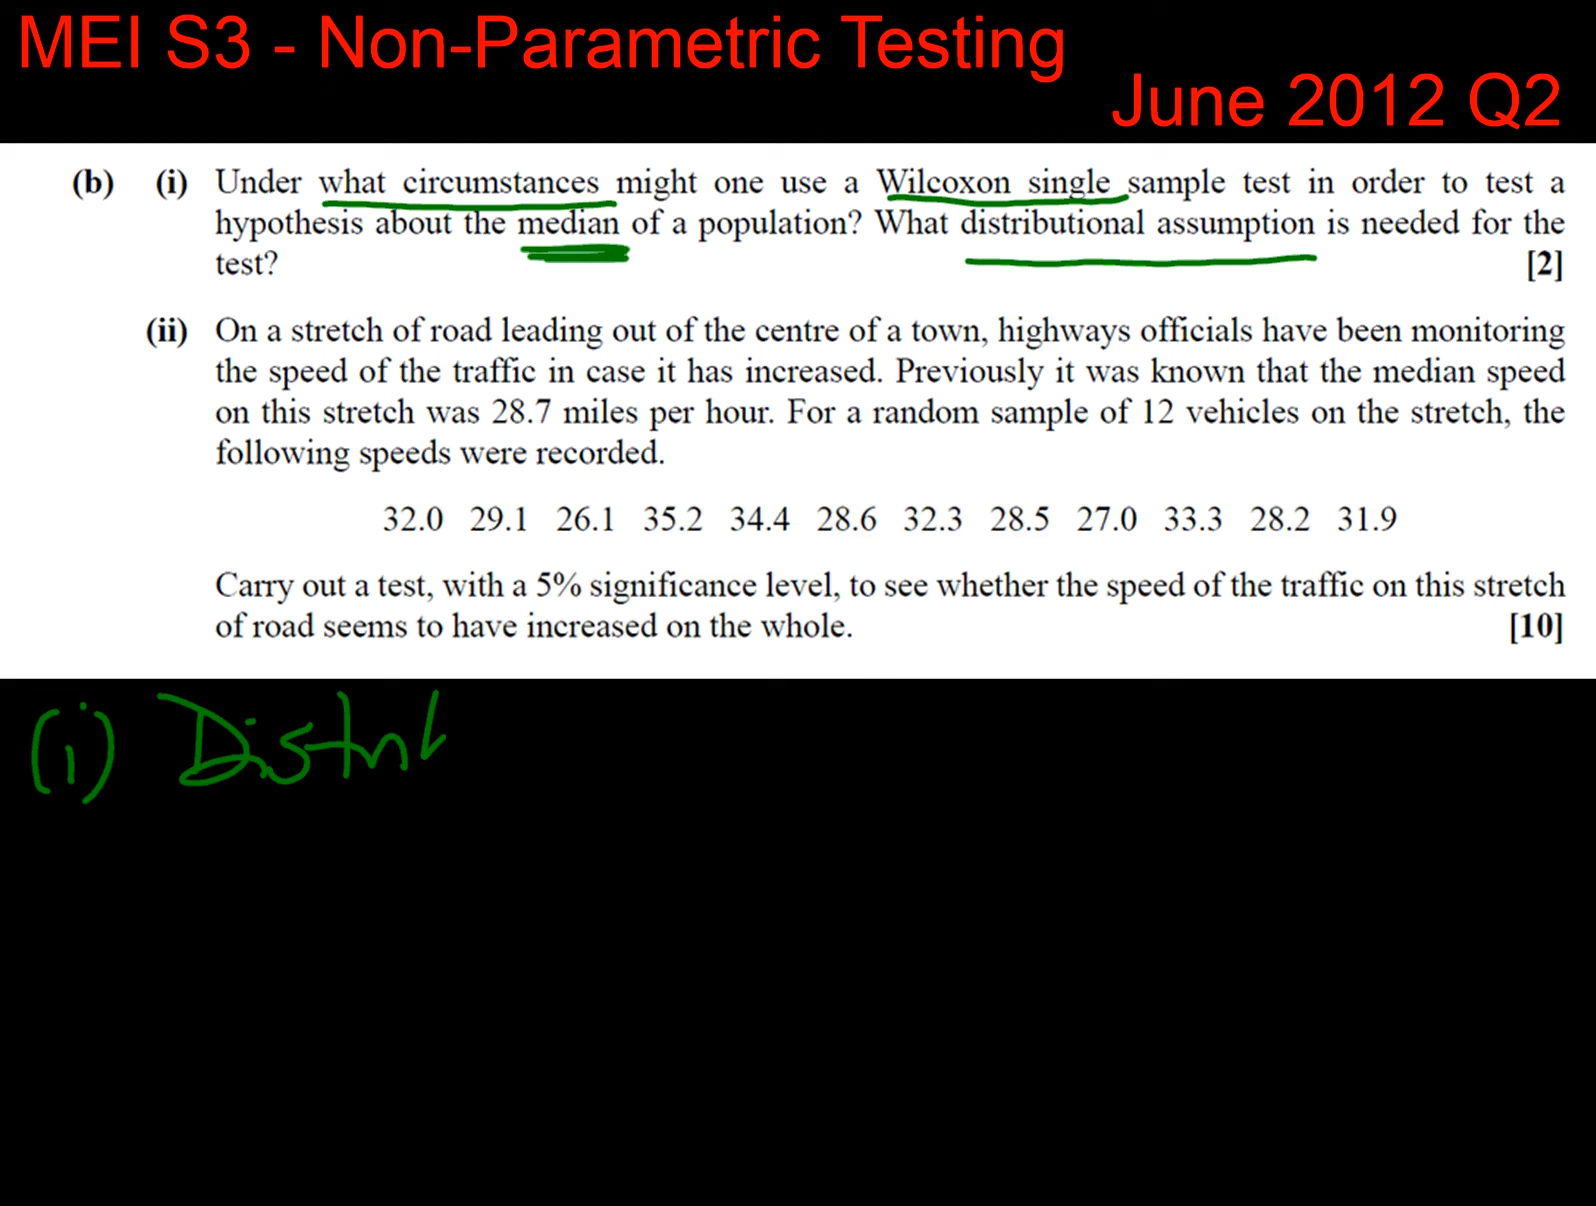 MEI S3 - Non-Parametric Testing
June 2012 Q2
(b) (i) Under what circumstances might one use a Wilcoxon single sample test in order to test a
hypothesis about the median of a population? What distributional assumption is needed for the
test? [2]
(ii) On a stretch of road leading out of the centre of a town, highways officials have been monitoring
the speed of the traffic in case it has increased. Previously it was known that the median speed
on this stretch was 28.7 miles per hour. For a random sample of 12 vehicles on the stretch, the
following speeds were recorded.
32.0 29.1 26.1 35.2 34.4 28.6 32.3 28.5 27.0 33.3 28.2 31.9
Carry out a test, with a 5% significance level, to see whether the speed of the traffic on this stretch
of road seems to have increased on the whole. [10]
(i)